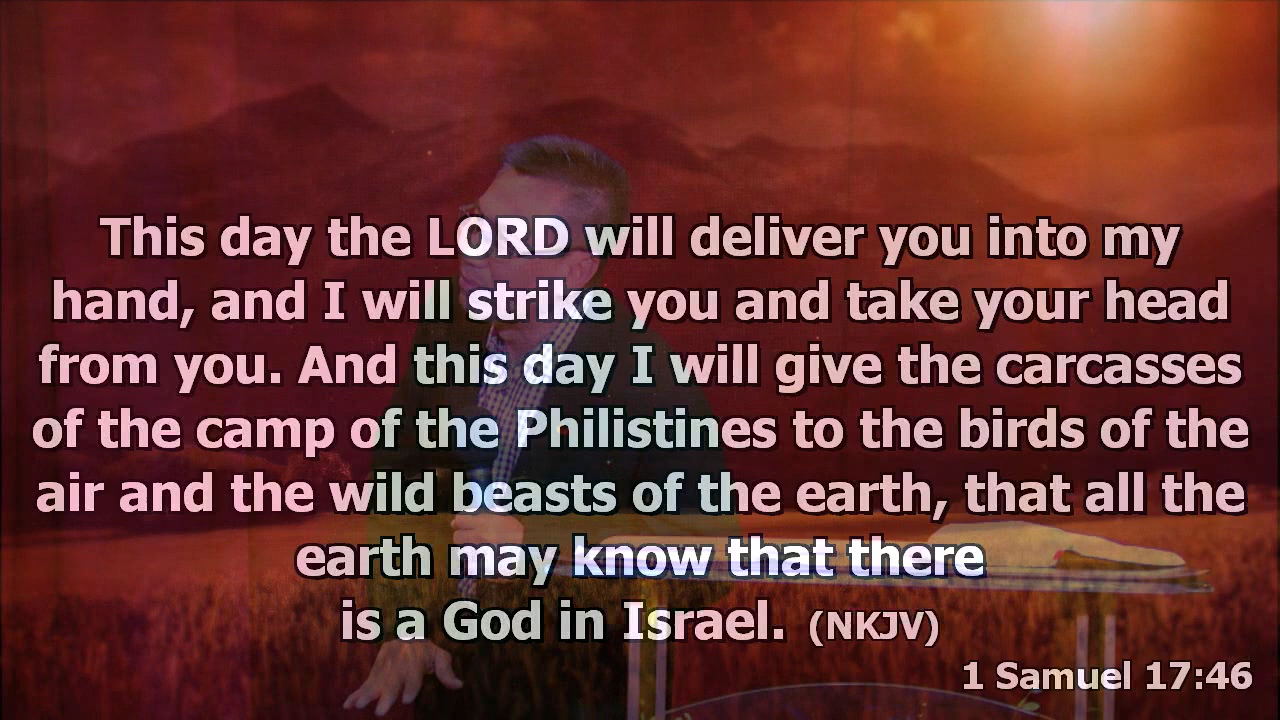 This day the LORD will deliver you into my
hand, and I will strike you and take your head
from you. And this day I will give the carcasses
of the camp of the Philistines to the birds of the
air and the wild beasts of the earth, that all the
earth may know that there
is a God in Israel. (NKJV)
1 Samuel 17:46